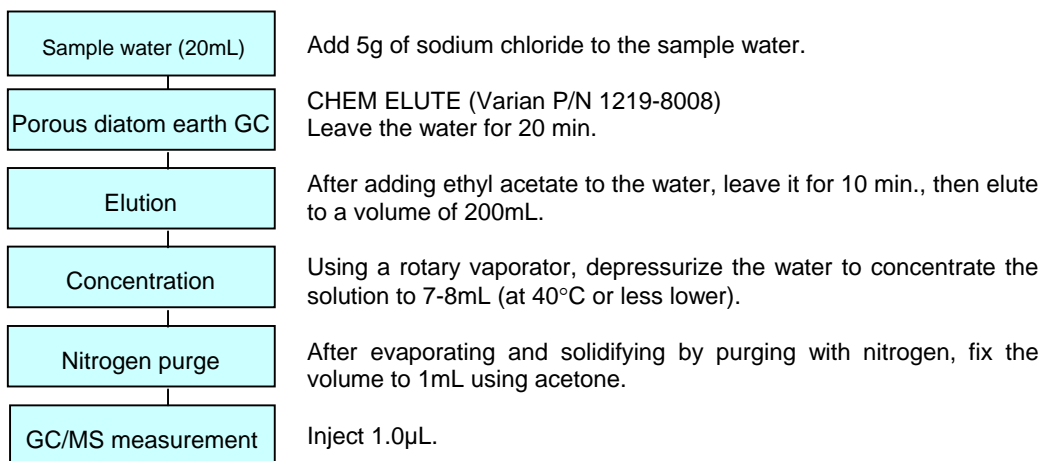 Sample water (20mL)
Add 5g of sodium chloride to the sample water.
Porous diatom earth GC
CHEM ELUTE (Varian P/N 1219-8008)
Leave the water for 20 min.
Elution
After adding ethyl acetate to the water, leave it for 10 min., then elute
to a volume of 200mL.
Concentration
Using a rotary vaporator, depressurize the water to concentrate the
solution to 7-8mL (at 40°C or less lower).
Nitrogen purge
After evaporating and solidifying by purging with nitrogen, fix the
volume to 1mL using acetone.
GC/MS measurement
Inject 1.0µL.